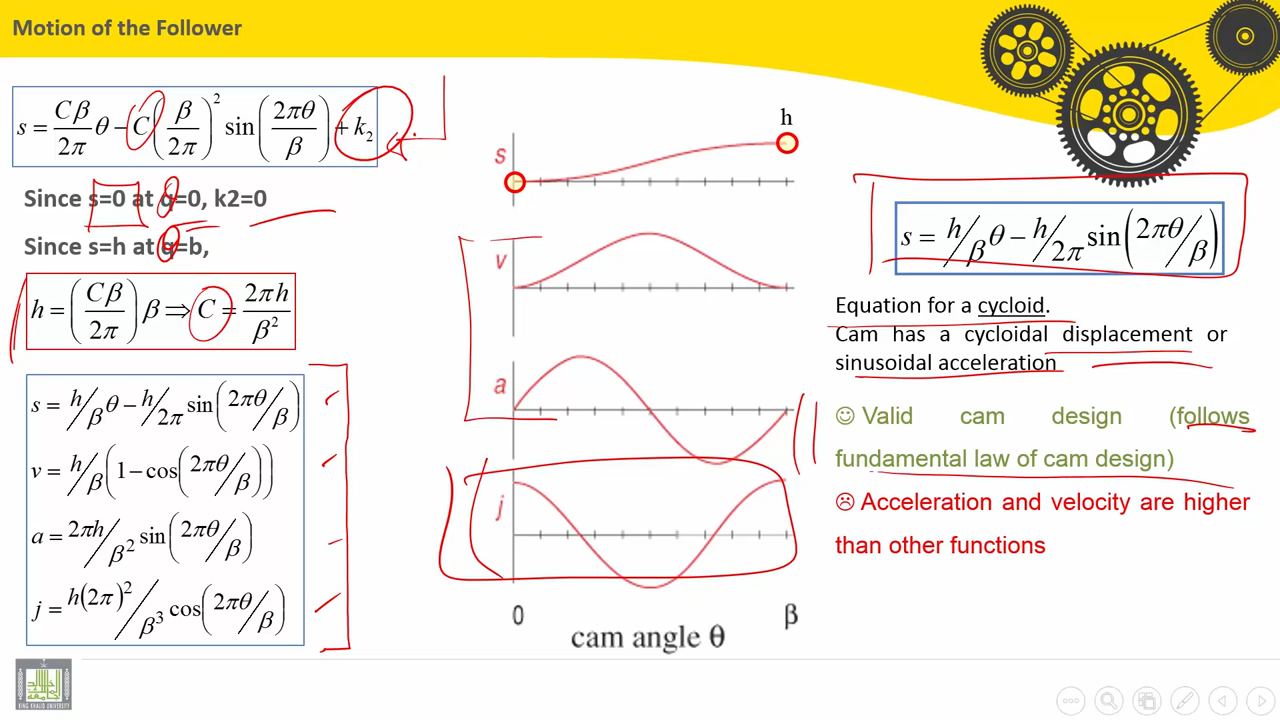 Motion of the Follower
s = Cβ/2π θ − C(β/2π)² sin(2πθ/β) + k₂
Since s=0 at q=0, k2=0
Since s=h at q=b,
h = (Cβ/2π)β ⇒ C = 2πh/β²
s = h/β θ − h/2π sin(2πθ/β)
v = h/β (1 − cos(2πθ/β))
a = 2πh/β² sin(2πθ/β)
j = h(2π)²/β³ cos(2πθ/β)
h
s
v
a
j
0
β
cam angle θ
s = h/β θ − h/2π sin(2πθ/β)
Equation for a cycloid.
Cam has a cycloidal displacement or
sinusoidal acceleration
☺ Valid cam design (follows
fundamental law of cam design)
☹ Acceleration and velocity are higher
than other functions
KING KHALID UNIVERSITY